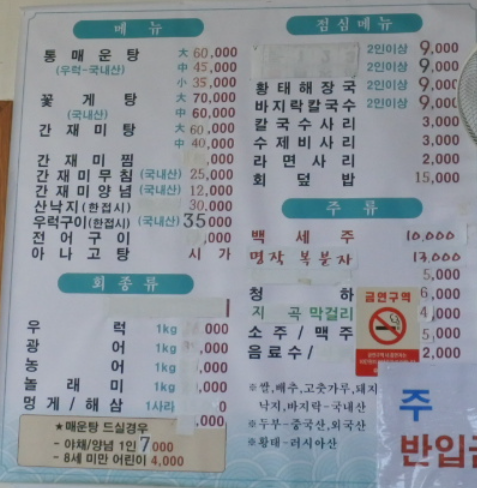 메 뉴
통 매 운 탕 大 60,000
(우럭-국내산) 中 45,000
小 35,000
꽃 게 탕 大 70,000
(국내산) 中 60,000
간 재 미 탕 大 60,000
中 40,000
간 재 미 찜 ,000
간 재 미 무 침 (국내산) 25,000
간 재 미 양 념 (국내산) 12,000
산낙지(한접시) 30.000
우럭구이(한접시) (국내산) 35000
전 어 구 이 ,000
아 나 고 탕 시 가
회 종 류
우 럭 1kg ,000
광 어 1kg ,000
농 어 1kg ,000
놀 래 미 1kg ,000
멍 게 / 해 삼 1사라 ,000
,000
★매운탕 드실경우
- 야채/양념 1인 7000
- 8세 미만 어린이 4,000
점 심 메 뉴
2인이상 9,000
2인이상 9,000
황 태 해 장 국 2인이상 9,000
바 지 락 칼 국 수 2인이상 9,000
칼 국 수 사 리 3,000
수 제 비 사 리 3,000
라 면 사 리 2,000
회 덮 밥 15,000
주 류
백 세 주 10,000
명작 복분자 13,000
5,000
청 하 6,000
지 곡 막걸리 4,000
소 주 / 맥 주 5,000
음 료 수 / 2,000
금연구역
※쌀,배추,고춧가루,돼지
낙지,바지락-국내산
※두부-중국산,외국산
※황태-러시아산
주
반입금